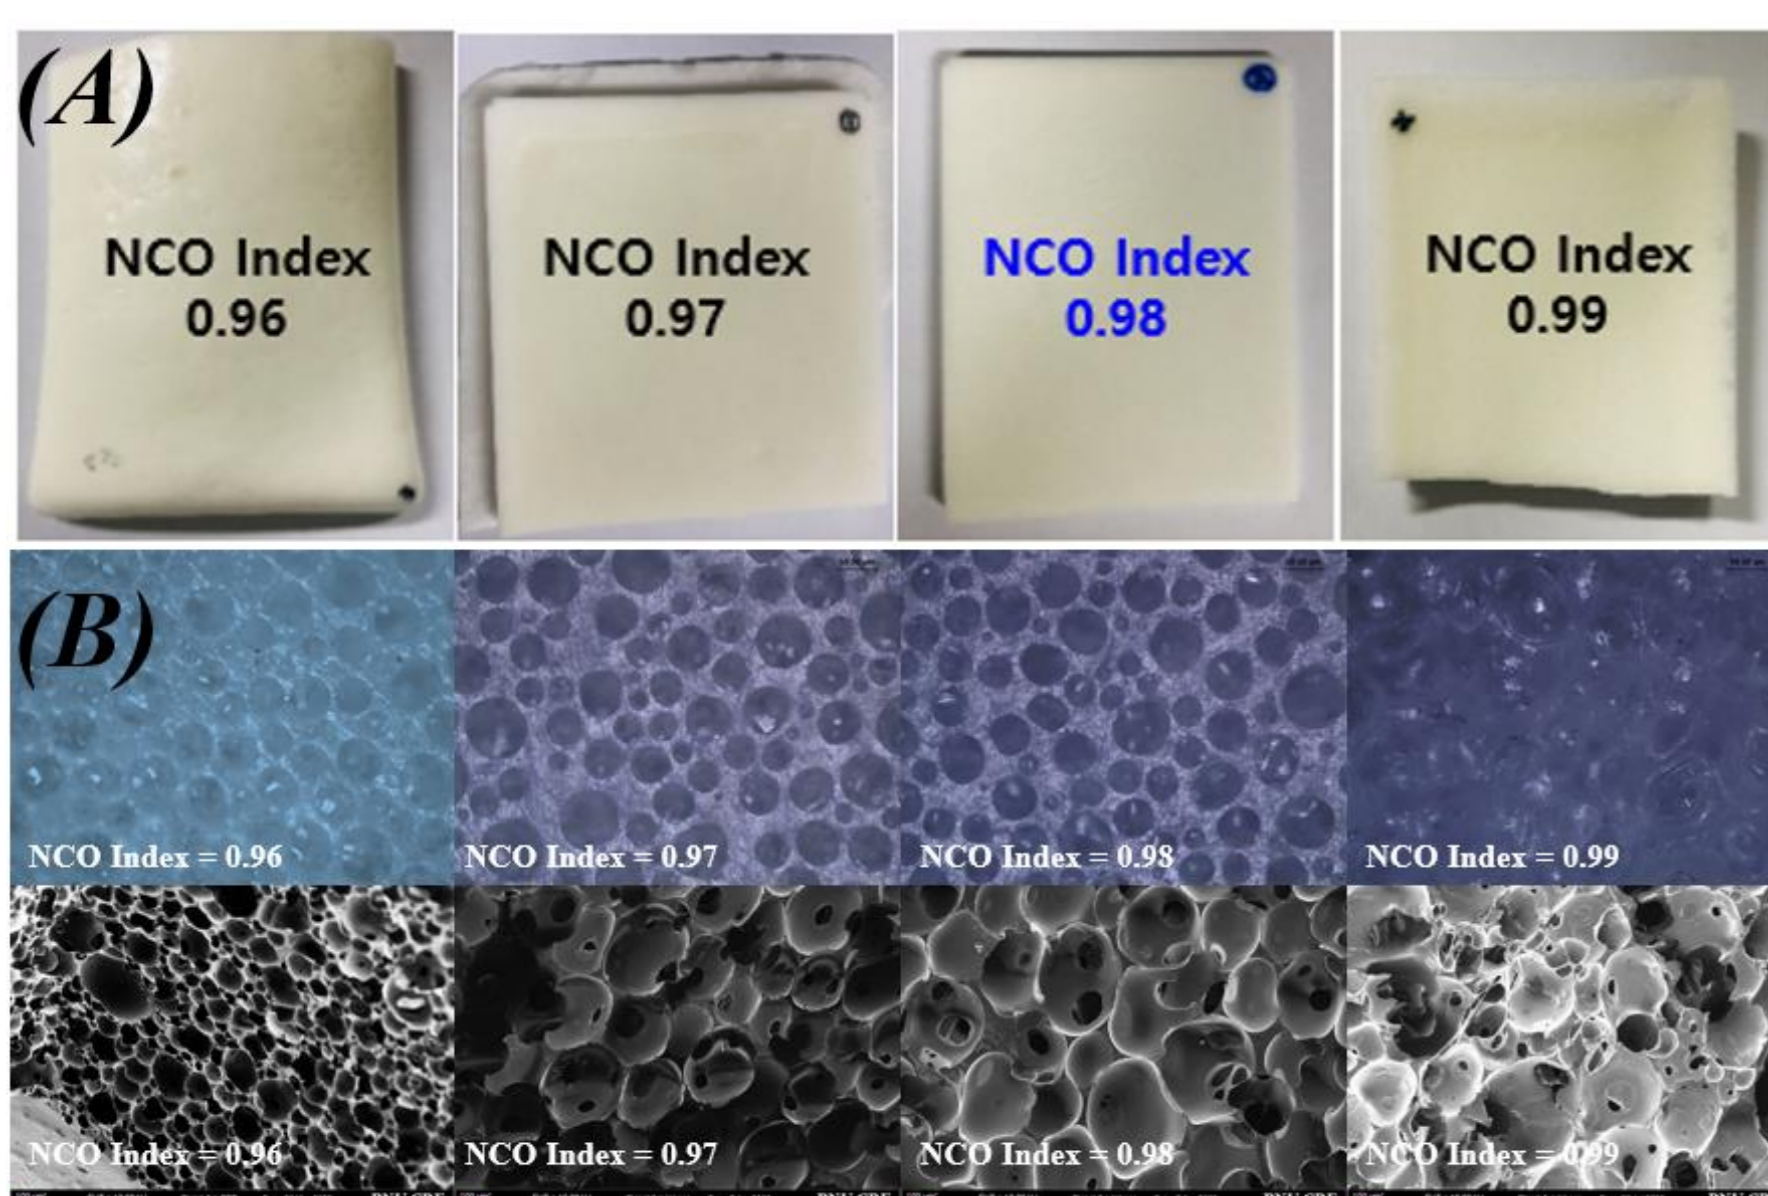 (A)
NCO Index
0.96
NCO Index
0.97
NCO Index
0.98
NCO Index
0.99
(B)
NCO Index = 0.96
NCO Index = 0.97
NCO Index = 0.98
NCO Index = 0.99
NCO Index = 0.96
NCO Index = 0.97
NCO Index = 0.98
NCO Index = 0.99